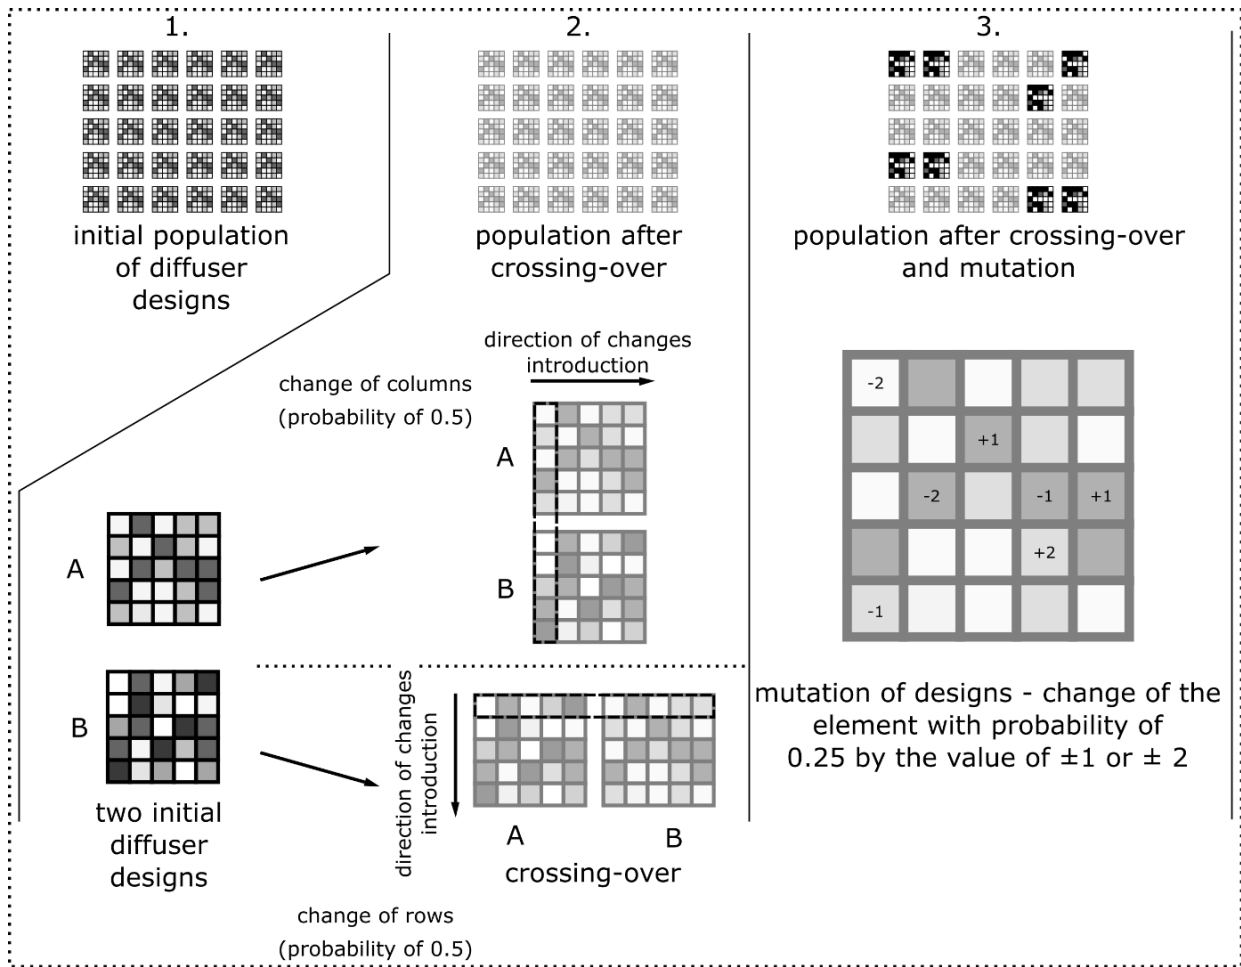 1.
initial population
of diffuser
designs
2.
population after
crossing-over
3.
population after crossing-over
and mutation
direction of changes
introduction
change of columns
(probability of 0.5)
A
B
A
B
two initial
diffuser
designs
direction of changes
introduction
A
B
crossing-over
change of rows
(probability of 0.5)
-2
+1
-2
-1
+1
+2
-1
mutation of designs - change of the
element with probability of
0.25 by the value of ±1 or ± 2